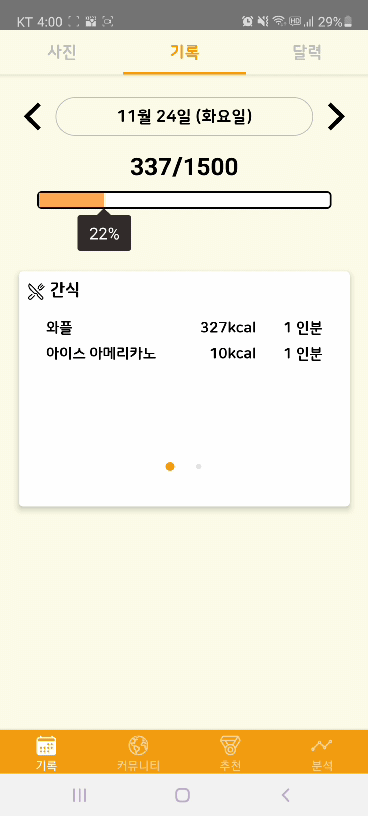 KT 4:00 29%
사진 기록 달력
11월 24일 (화요일)
337/1500
22%
간식
와플 327kcal 1 인분
아이스 아메리카노 10kcal 1 인분
기록 커뮤니티 추천 분석